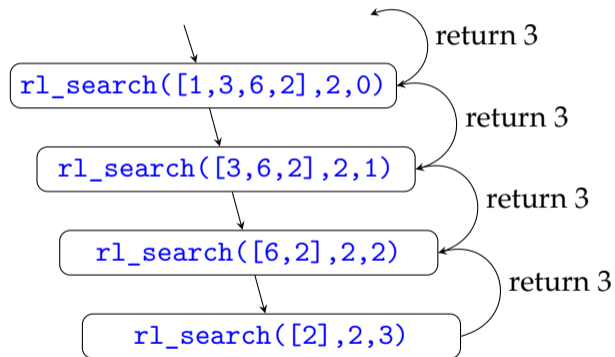 return 3
rl_search([1,3,6,2],2,0)
return 3
rl_search([3,6,2],2,1)
return 3
rl_search([6,2],2,2)
return 3
rl_search([2],2,3)